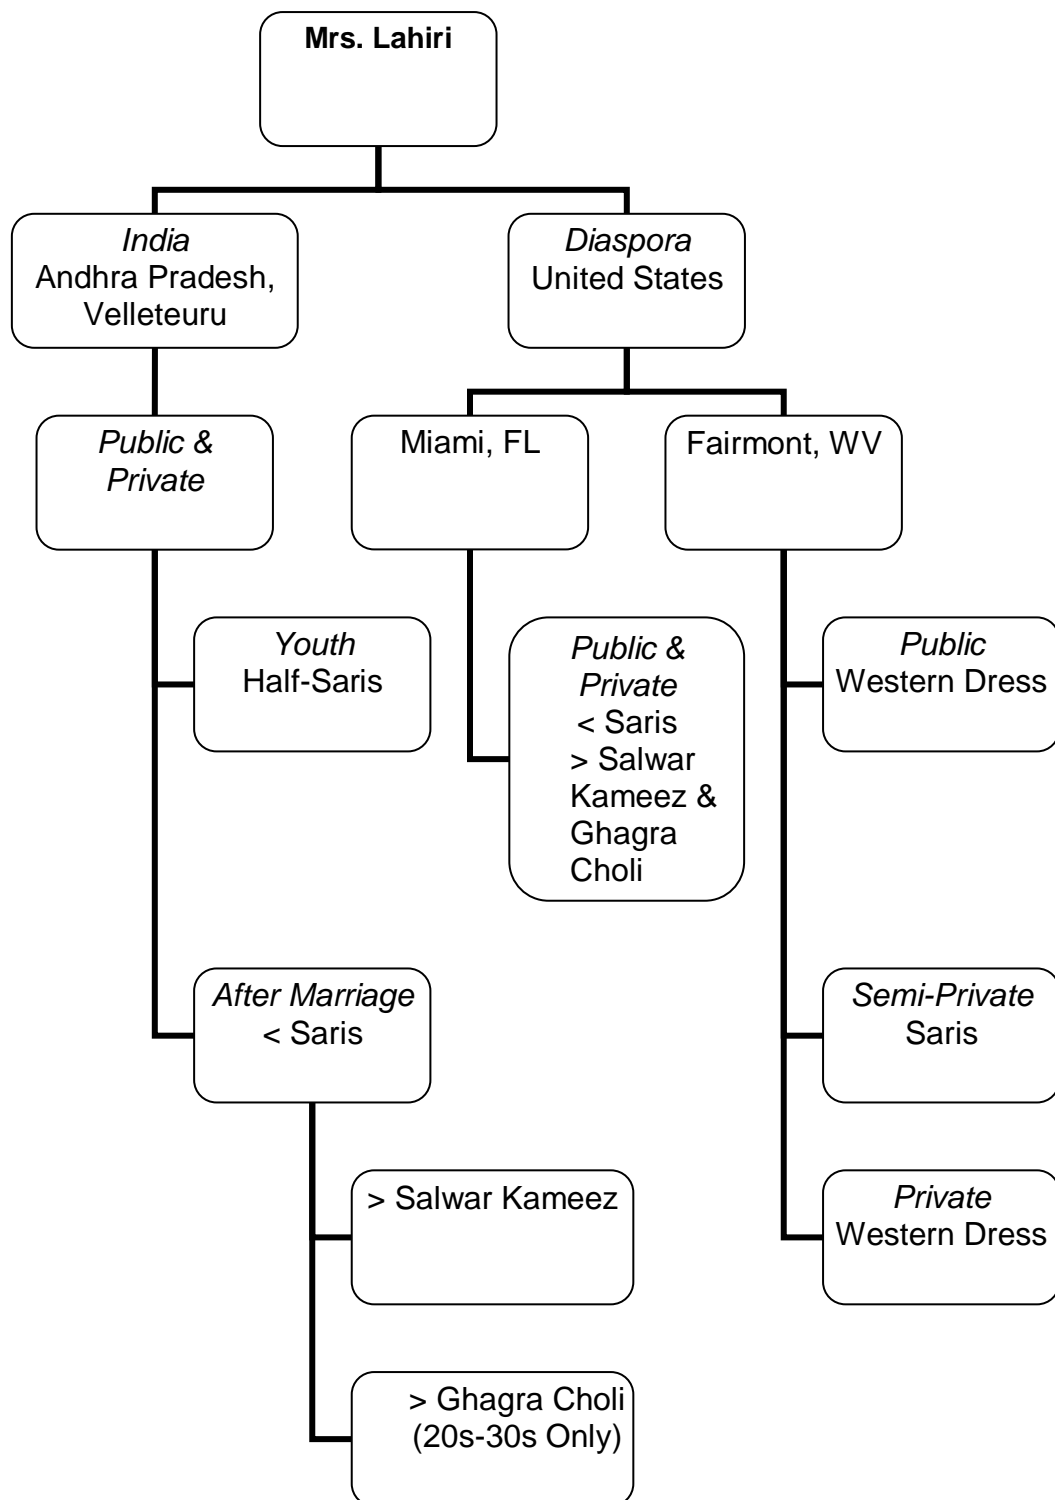 Mrs. Lahiri
India
Andhra Pradesh,
Velleteuru
Diaspora
United States
Public &
Private
Miami, FL
Fairmont, WV
Youth
Half-Saris
Public &
Private
< Saris
> Salwar
Kameez &
Ghagra
Choli
Public
Western Dress
After Marriage
< Saris
Semi-Private
Saris
> Salwar Kameez
Private
Western Dress
> Ghagra Choli
(20s-30s Only)